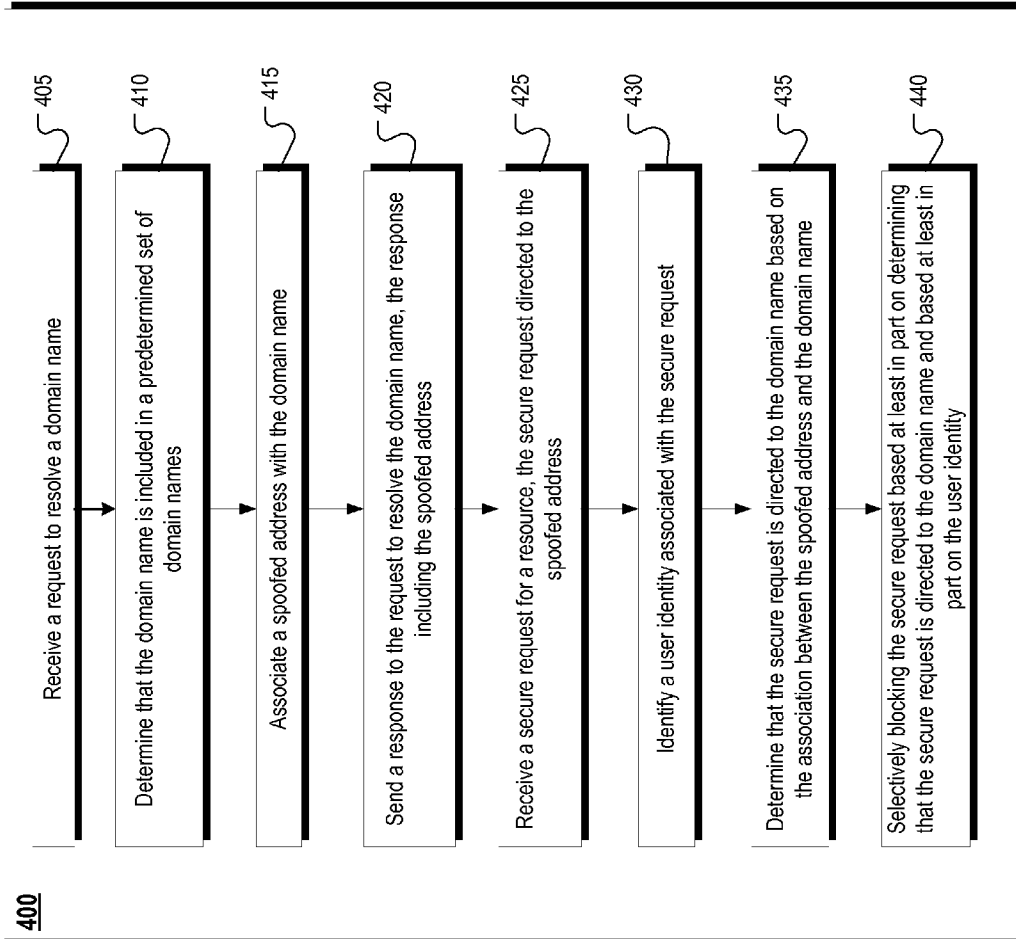 400
Receive a request to resolve a domain name
405
Determine that the domain name is included in a predetermined set of
domain names
410
Associate a spoofed address with the domain name
415
Send a response to the request to resolve the domain name, the response
including the spoofed address
420
Receive a secure request for a resource, the secure request directed to the
spoofed address
425
Identify a user identity associated with the secure request
430
Determine that the secure request is directed to the domain name based on
the association between the spoofed address and the domain name
435
Selectively blocking the secure request based at least in part on determining
that the secure request is directed to the domain name and based at least in
part on the user identity
440